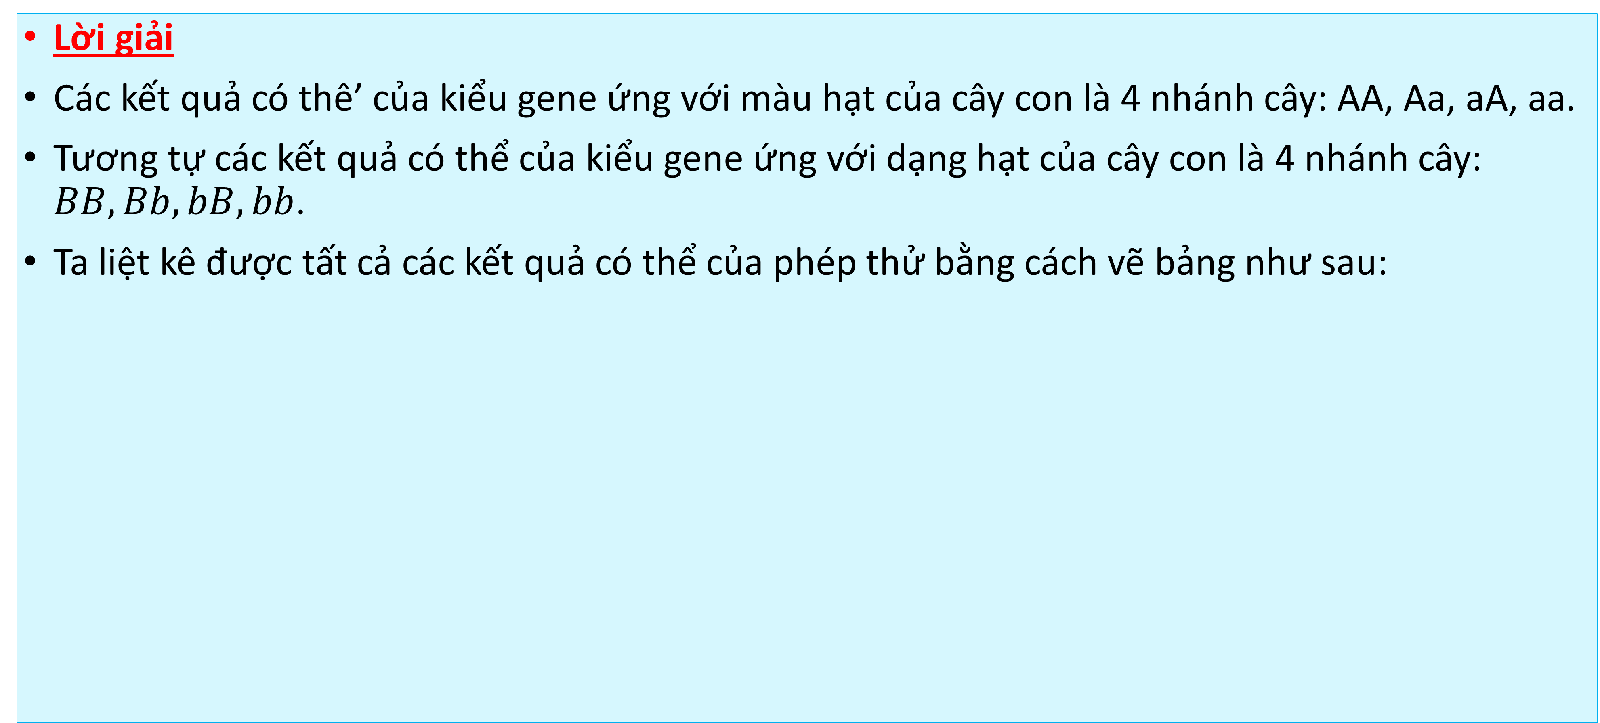 • Lời giải
• Các kết quả có thê’ của kiểu gene ứng với màu hạt của cây con là 4 nhánh cây: AA, Aa, aA, aa.
• Tương tự các kết quả có thể của kiểu gene ứng với dạng hạt của cây con là 4 nhánh cây:
BB, Bb, bB, bb.
• Ta liệt kê được tất cả các kết quả có thể của phép thử bằng cách vẽ bảng như sau: